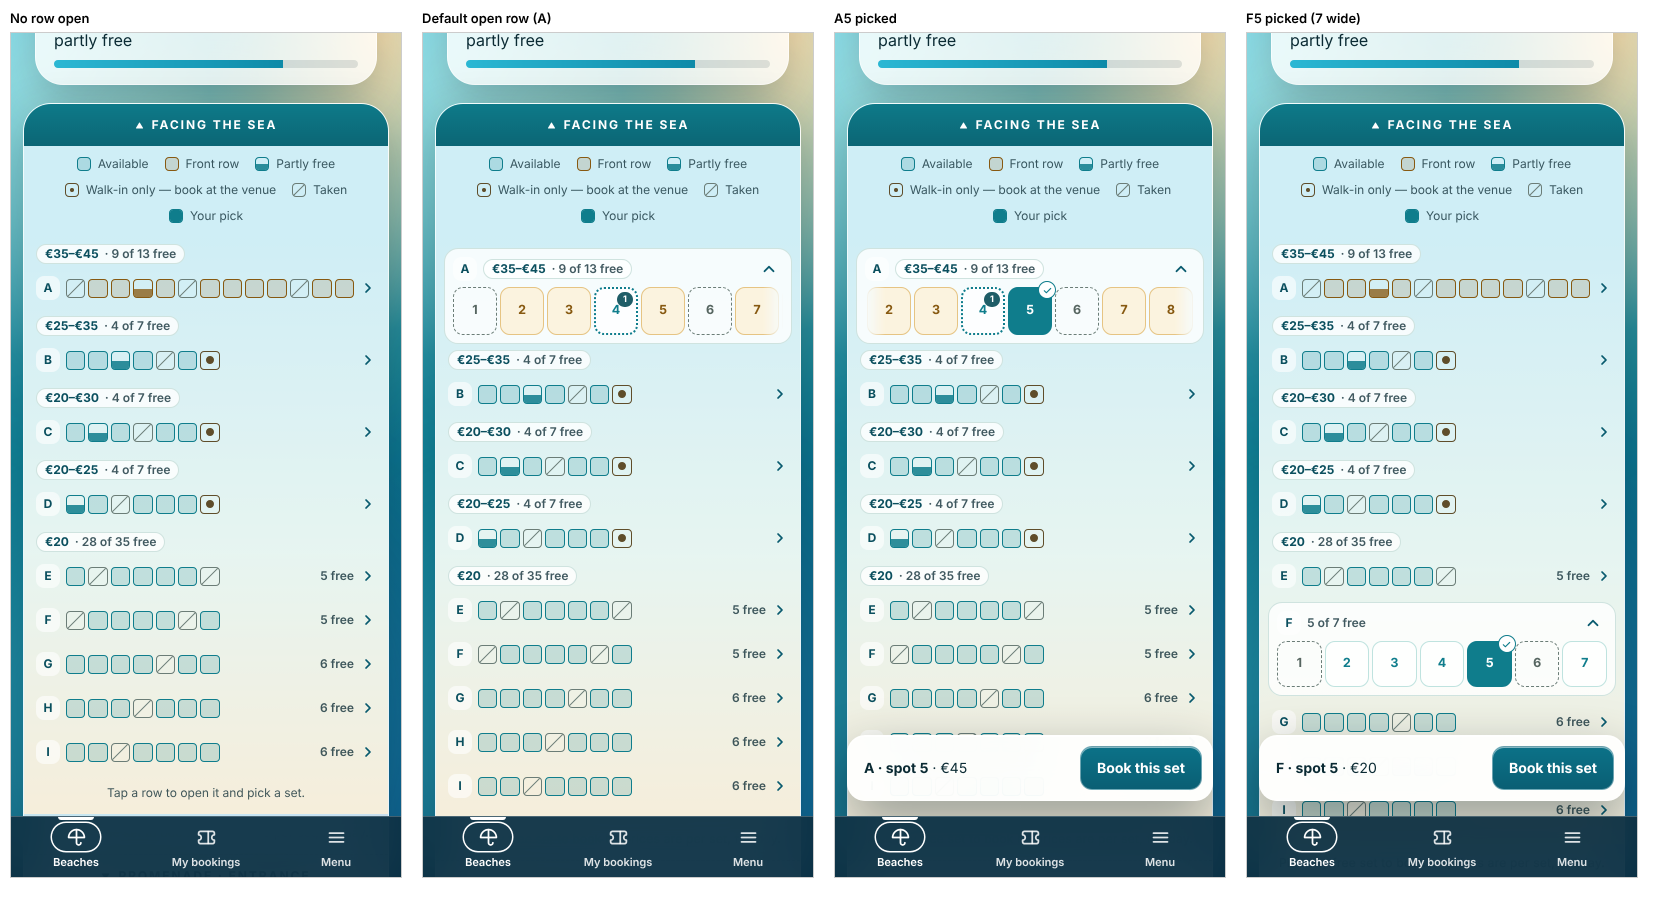 No row open
partly free
▲ FACING THE SEA
Available Front row Partly free
Walk-in only — book at the venue Taken
Your pick
€35–€45 · 9 of 13 free
A
€25–€35 · 4 of 7 free
B
€20–€30 · 4 of 7 free
C
€20–€25 · 4 of 7 free
D
€20 · 28 of 35 free
E 5 free
F 5 free
G 6 free
H 6 free
I 6 free
Tap a row to open it and pick a set.
Beaches My bookings Menu
Default open row (A)
partly free
▲ FACING THE SEA
Available Front row Partly free
Walk-in only — book at the venue Taken
Your pick
A €35–€45 · 9 of 13 free
1 2 3 4 1 5 6 7
€25–€35 · 4 of 7 free
B
€20–€30 · 4 of 7 free
C
€20–€25 · 4 of 7 free
D
€20 · 28 of 35 free
E 5 free
F 5 free
G 6 free
H 6 free
I 6 free
Beaches My bookings Menu
A5 picked
partly free
▲ FACING THE SEA
Available Front row Partly free
Walk-in only — book at the venue Taken
Your pick
A €35–€45 · 9 of 13 free
2 3 4 1 5 6 7 8
€25–€35 · 4 of 7 free
B
€20–€30 · 4 of 7 free
C
€20–€25 · 4 of 7 free
D
€20 · 28 of 35 free
E 5 free
F 5 free
G 6 free
A · spot 5 · €45 Book this set
Beaches My bookings Menu
F5 picked (7 wide)
partly free
▲ FACING THE SEA
Available Front row Partly free
Walk-in only — book at the venue Taken
Your pick
€35–€45 · 9 of 13 free
A
€25–€35 · 4 of 7 free
B
€20–€30 · 4 of 7 free
C
€20–€25 · 4 of 7 free
D
€20 · 28 of 35 free
E 5 free
F 5 of 7 free
1 2 3 4 5 6 7
G 6 free
F · spot 5 · €20 Book this set
I 6 free
Beaches My bookings Menu